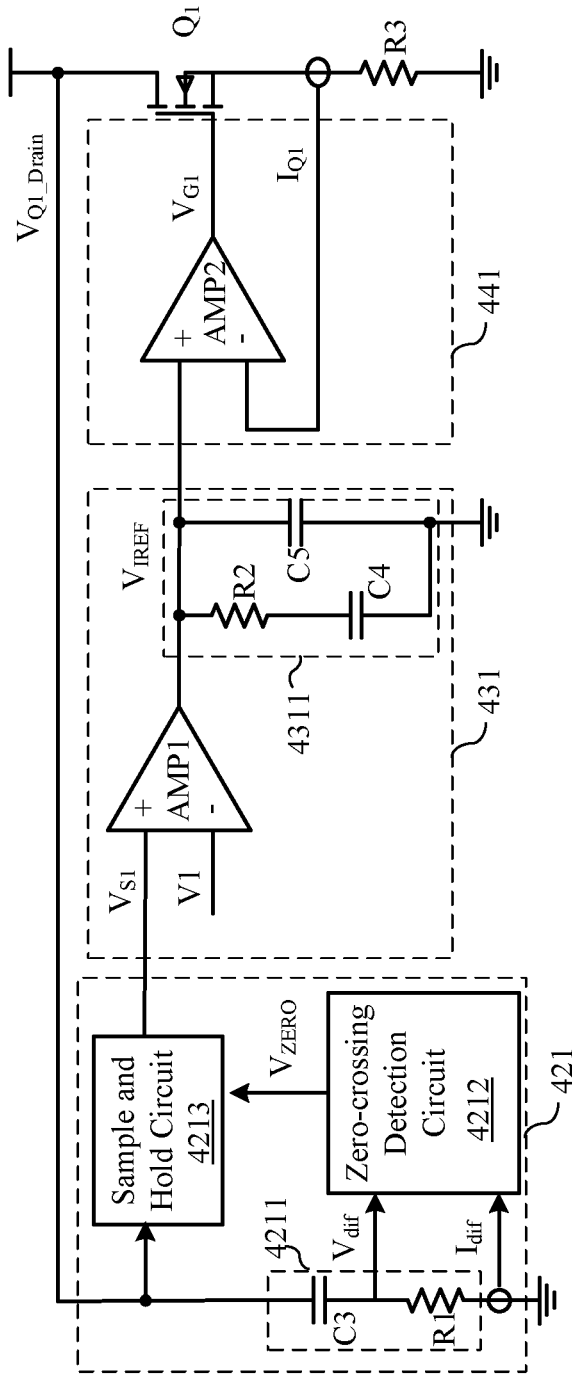 V_Q1_Drain
Sample and
Hold Circuit
4213
V_ZERO
Zero-crossing
Detection
Circuit
4212
4211
C3
V_dif
R1
I_dif
421
V_S1
V1
+
AMP1
-
V_IREF
R2
C5
C4
4311
431
+
AMP2
-
V_G1
I_Q1
441
Q_1
R3